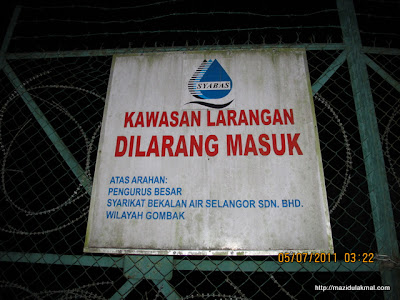 SYABAS
KAWASAN LARANGAN
DILARANG MASUK
ATAS ARAHAN:
PENGURUS BESAR
SYARIKAT BEKALAN AIR SELANGOR SDN. BHD.
WILAYAH GOMBAK
05/07/2011 03:22
http://mazidulakmal.com